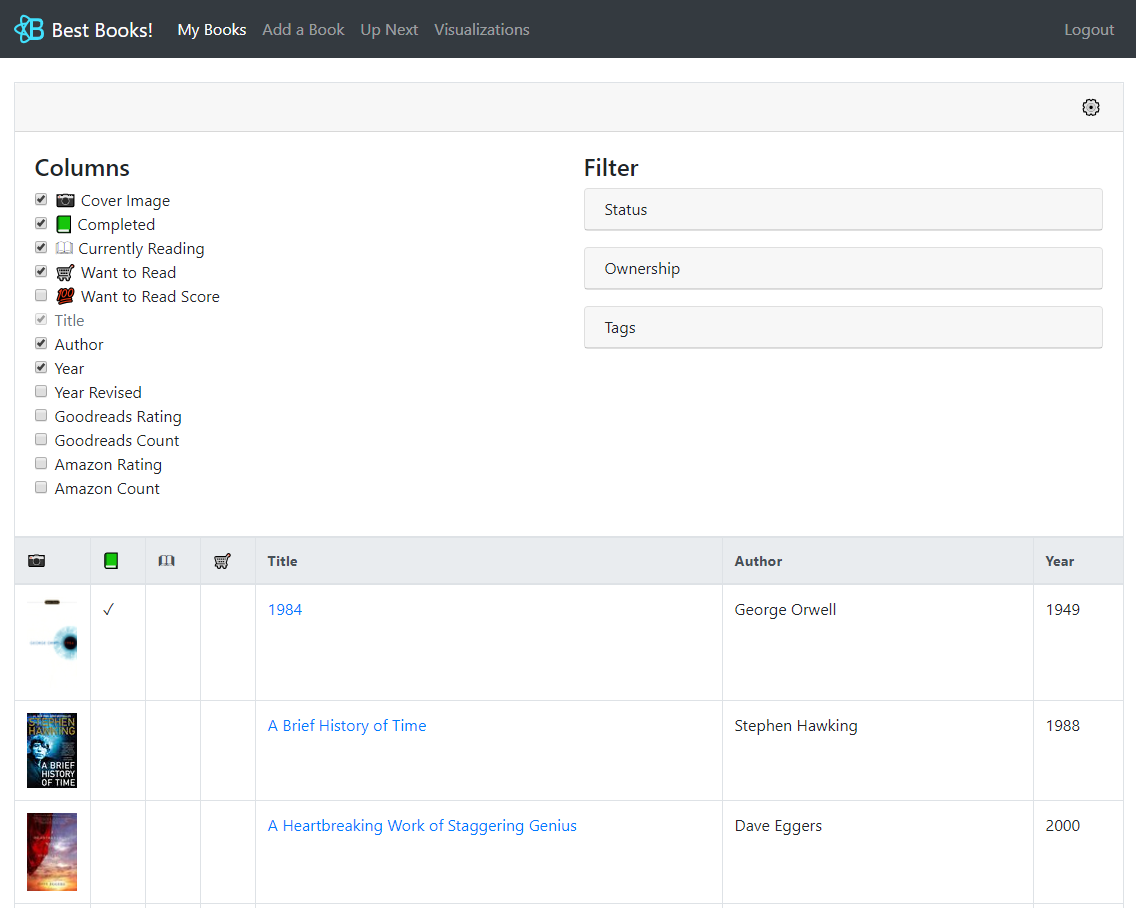 Best Books! My Books Add a Book Up Next Visualizations Logout
Columns
Cover Image
Completed
Currently Reading
Want to Read
Want to Read Score
Title
Author
Year
Year Revised
Goodreads Rating
Goodreads Count
Amazon Rating
Amazon Count
Filter
Status
Ownership
Tags
Title Author Year
1984 George Orwell 1949
STEPHEN
HAWKING
A BRIEF
HISTORY
OF TIME
A Brief History of Time Stephen Hawking 1988
A Heartbreaking Work of Staggering Genius Dave Eggers 2000